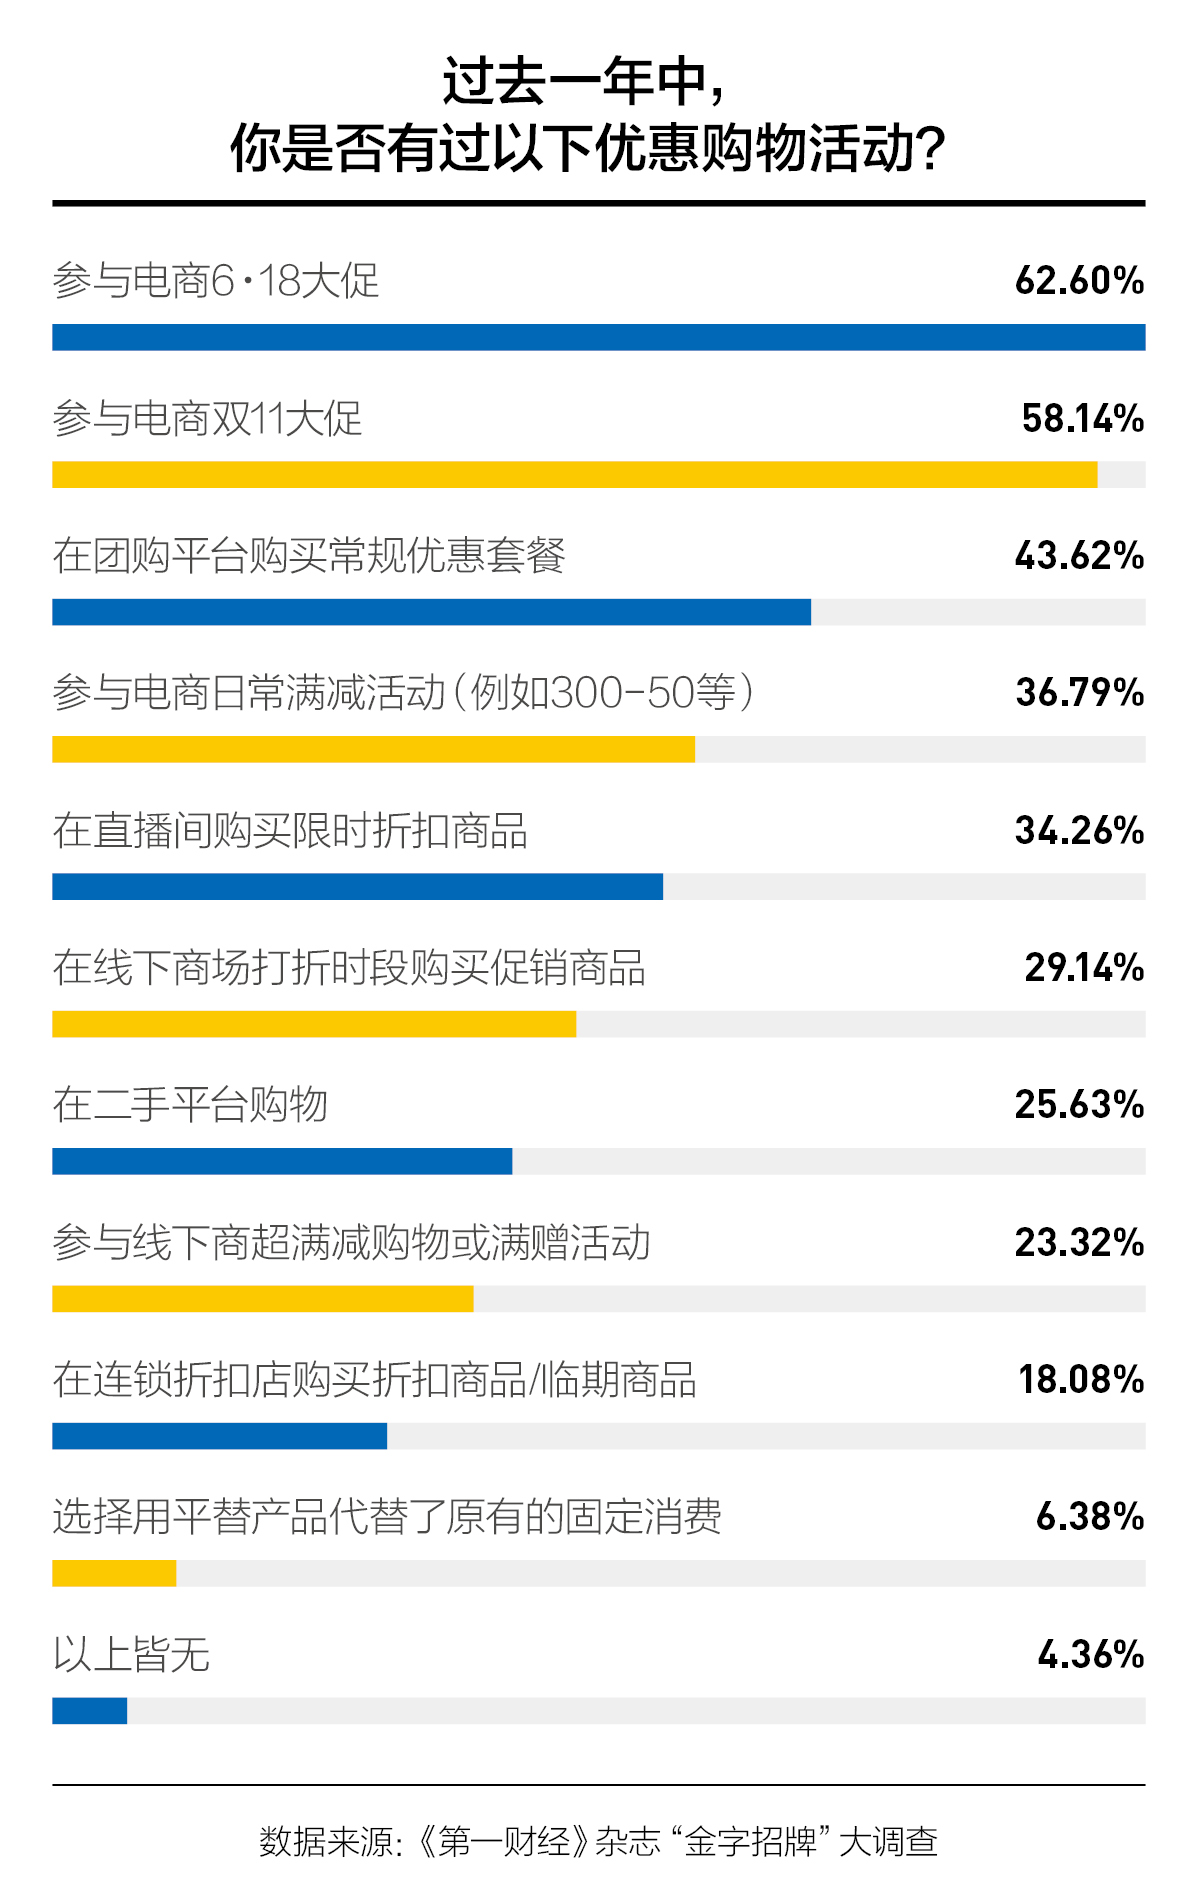 过去一年中，
你是否有过以下优惠购物活动？
参与电商6·18大促 62.60%
参与电商双11大促 58.14%
在团购平台购买常规优惠套餐 43.62%
参与电商日常满减活动（例如300-50等） 36.79%
在直播间购买限时折扣商品 34.26%
在线下商场打折时段购买促销商品 29.14%
在二手平台购物 25.63%
参与线下商超满减购物或满赠活动 23.32%
在连锁折扣店购买折扣商品/临期商品 18.08%
选择用平替产品代替了原有的固定消费 6.38%
以上皆无 4.36%
数据来源：《第一财经》杂志“金字招牌”大调查